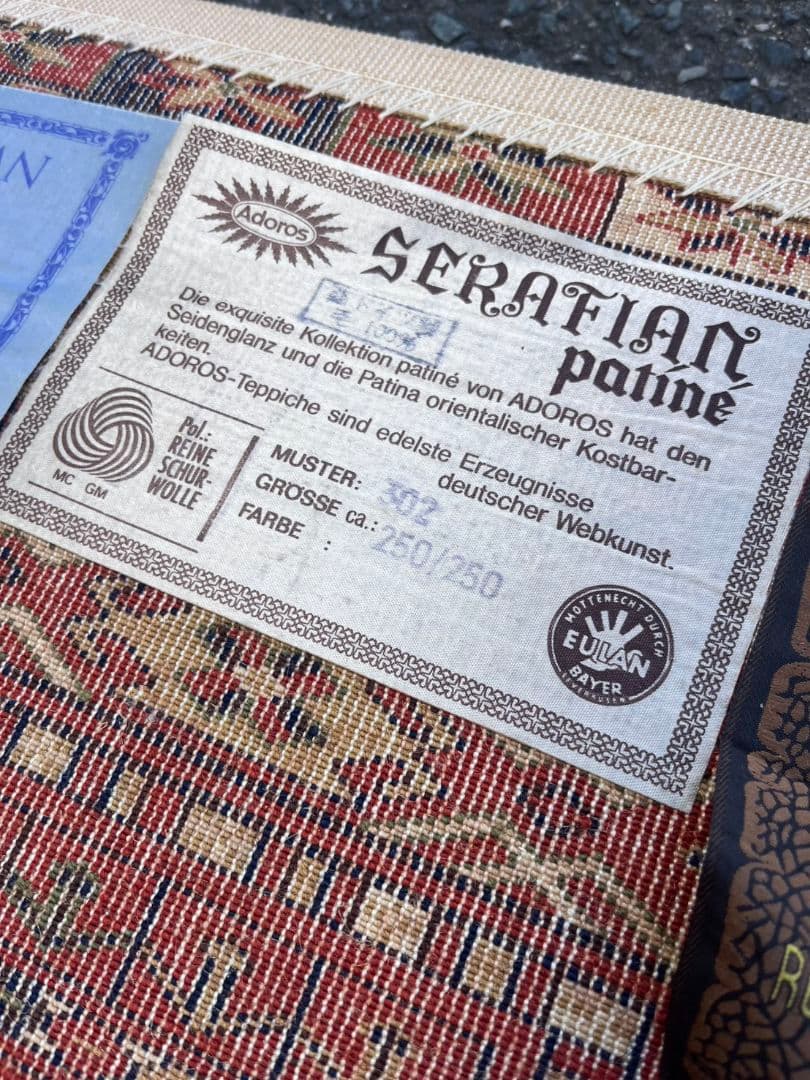 AN
Adoros
SERAFIAN
patiné
Die exquisite Kollektion patiné von ADOROS hat den
Seidenglanz und die Patina orientalischer Kostbar-
keiten.
ADOROS-Teppiche sind edelste Erzeugnisse
deutscher Webkunst.
100%
MC GM
Pol.:
REINE
SCHUR-
WOLLE
MUSTER: 302
GRÖSSE ca.: 250/250
FARBE :
MOTTENECHT DURCH
EULAN
BAYER
R